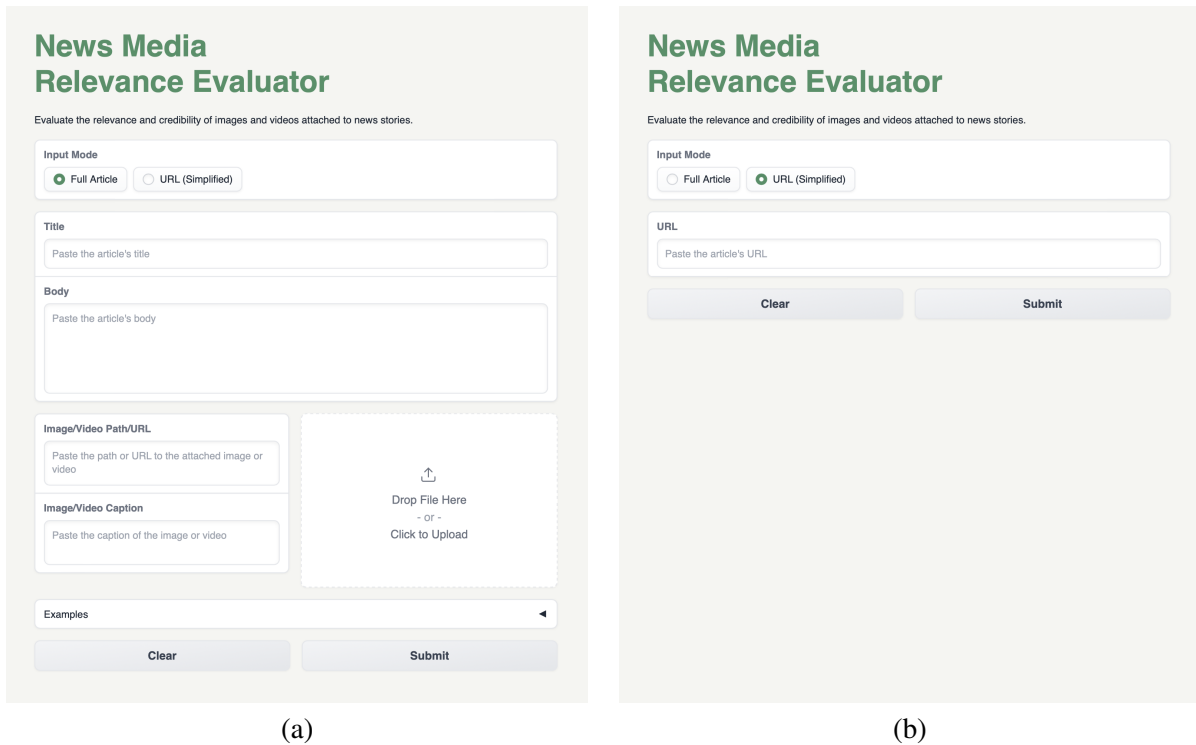 News Media
Relevance Evaluator
Evaluate the relevance and credibility of images and videos attached to news stories.
Input Mode
Full Article
URL (Simplified)
Title
Paste the article's title
Body
Paste the article's body
Image/Video Path/URL
Paste the path or URL to the attached image or
video
Image/Video Caption
Paste the caption of the image or video
Drop File Here
- or -
Click to Upload
Examples
Clear
Submit
(a)
News Media
Relevance Evaluator
Evaluate the relevance and credibility of images and videos attached to news stories.
Input Mode
Full Article
URL (Simplified)
URL
Paste the article's URL
Clear
Submit
(b)